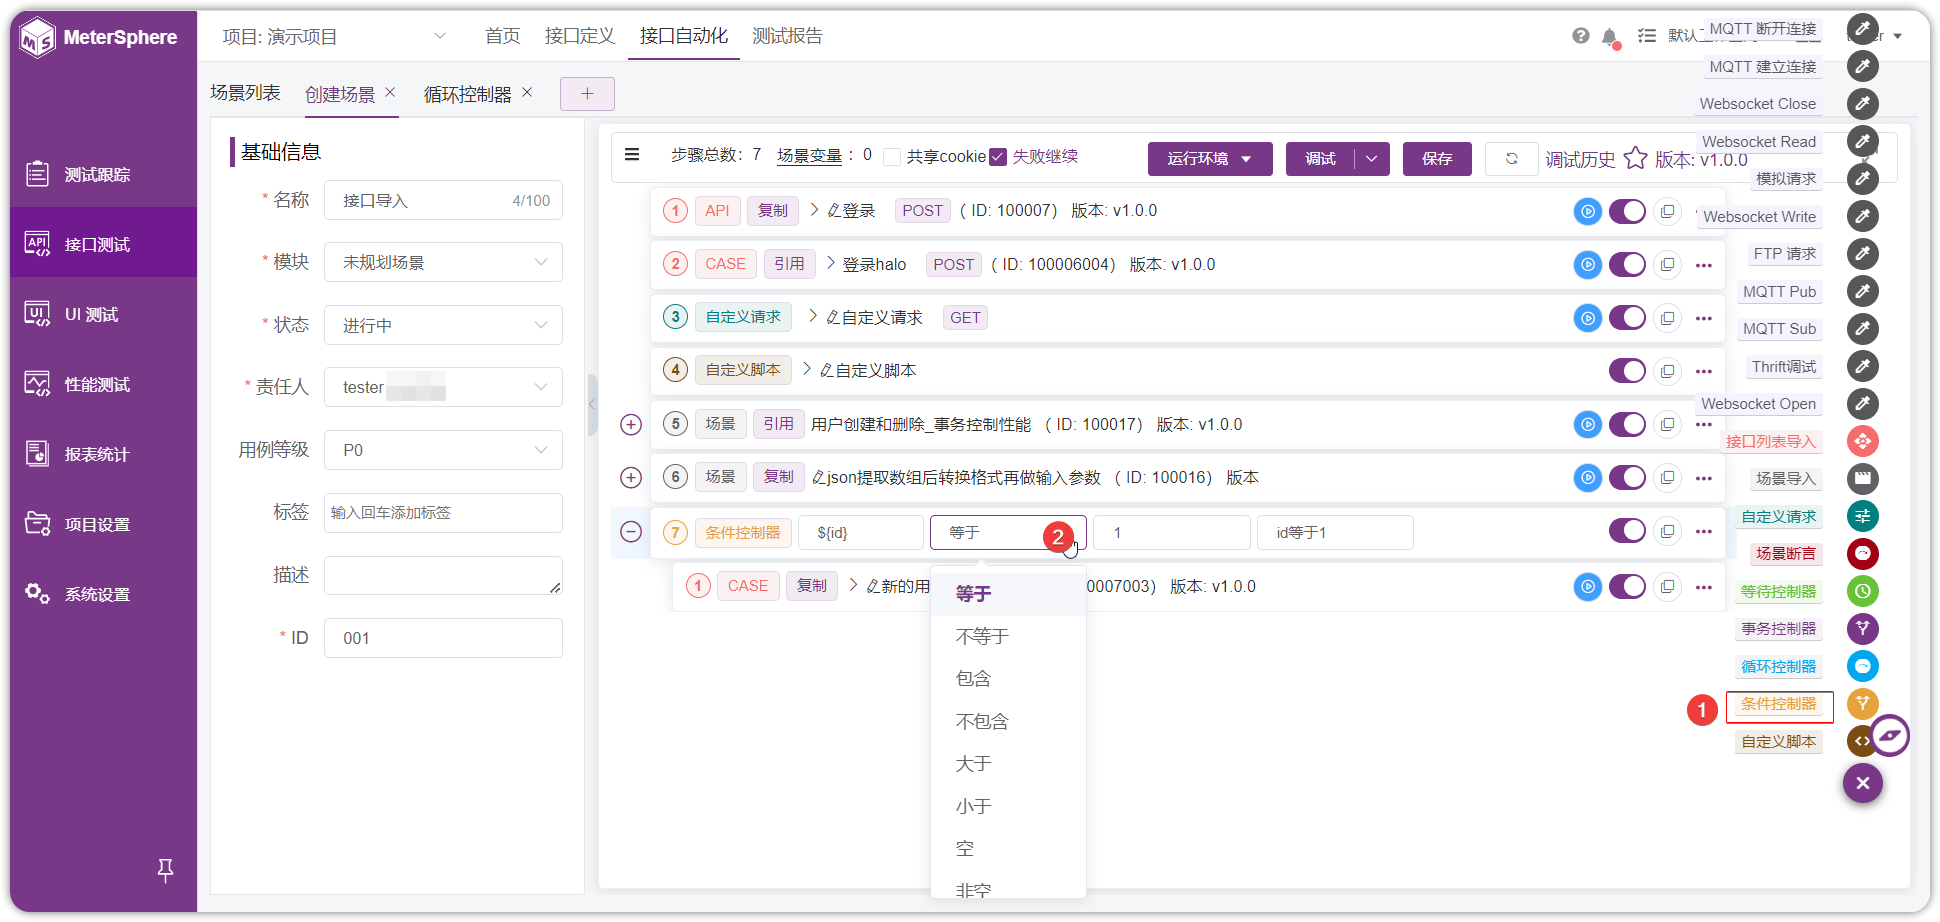 MeterSphere
项目: 演示项目
首页
接口定义
接口自动化
测试报告
场景列表
创建场景
循环控制器
测试跟踪
接口测试
UI 测试
性能测试
报表统计
项目设置
系统设置
基础信息
* 名称
接口导入
4/100
* 模块
未规划场景
* 状态
进行中
* 责任人
tester
用例等级
P0
标签
输入回车添加标签
描述
* ID
001
步骤总数: 7
场景变量 : 0
共享cookie
失败继续
运行环境
调试
保存
调试历史
版本: v1.0.0
1 API 复制 登录 POST ( ID: 100007) 版本: v1.0.0
2 CASE 引用 登录halo POST ( ID: 100006004) 版本: v1.0.0
3 自定义请求 自定义请求 GET
4 自定义脚本 自定义脚本
5 场景 引用 用户创建和删除_事务控制性能 ( ID: 100017) 版本: v1.0.0
6 场景 复制 json提取数组后转换格式再做输入参数 ( ID: 100016) 版本
7 条件控制器 ${id} 等于 2 1 id等于1
1 CASE 复制 新的用 0007003) 版本: v1.0.0
等于
不等于
包含
不包含
大于
小于
空
非空
MQTT 断开连接
MQTT 建立连接
Websocket Close
Websocket Read
模拟请求
Websocket Write
FTP 请求
MQTT Pub
MQTT Sub
Thrift调试
Websocket Open
接口列表导入
场景导入
自定义请求
场景断言
等待控制器
事务控制器
循环控制器
1 条件控制器
自定义脚本